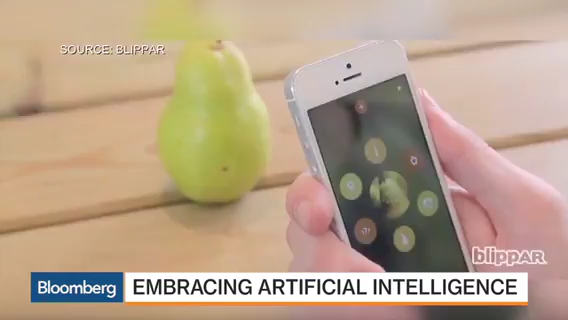 SOURCE: BLIPPAR
blippAR
Bloomberg
EMBRACING ARTIFICIAL INTELLIGENCE